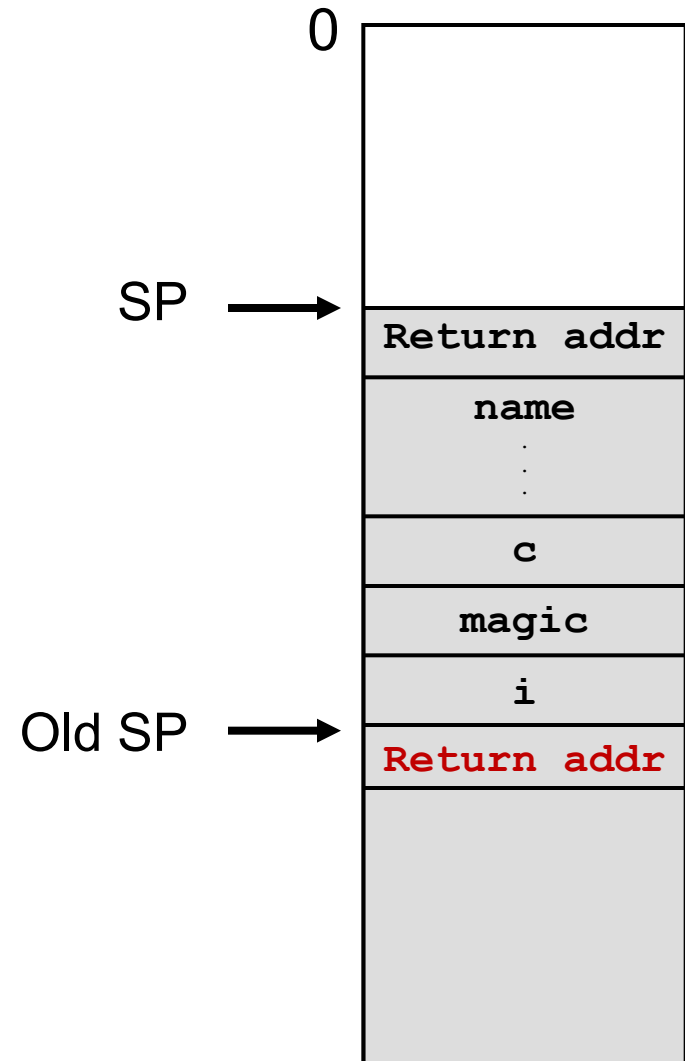 0
SP
Return addr
name
.
.
.
c
magic
i
Old SP
Return addr